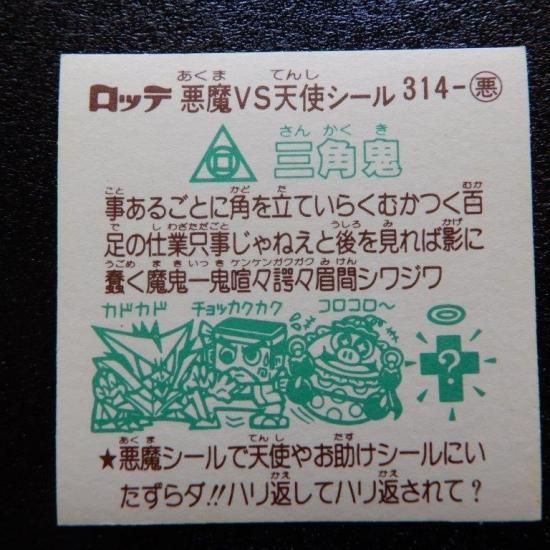 ロッテ 悪魔VS天使シール 314-悪
三角鬼
事あるごとに角を立ていらくむかつく百
足の仕業只事じゃねえと後を見れば影に
蠢く魔鬼一鬼喧々諤々眉間シワジワ
カドカド チョッカクカク コロコロ〜
?
★悪魔シールで天使やお助けシールにい
たずらダ!!ハリ返してハリ返されて?